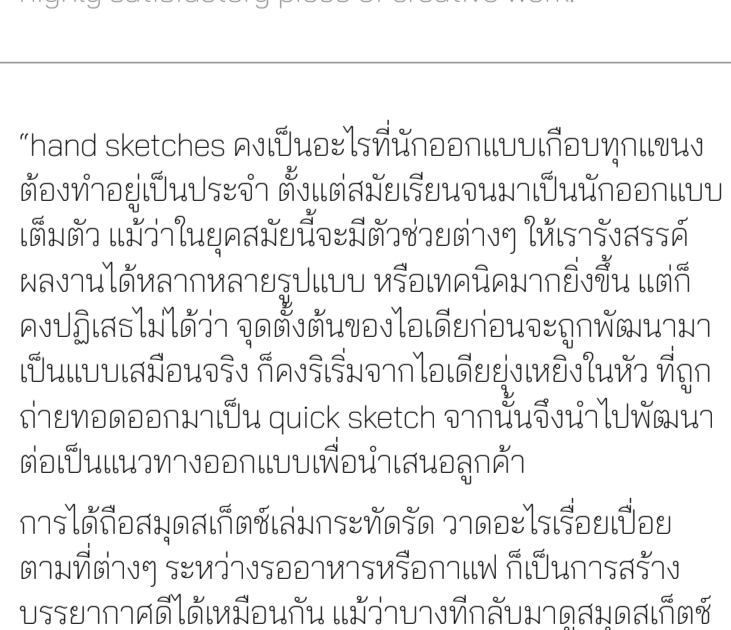 highly satisfactory piece of creative work.
“hand sketches คงเป็นอะไรที่นักออกแบบเกือบทุกแขนง
ต้องทำอยู่เป็นประจำ ตั้งแต่สมัยเรียนจนมาเป็นนักออกแบบ
เต็มตัว แม้ว่าในยุคสมัยนี้จะมีตัวช่วยต่างๆ ให้เรารังสรรค์
ผลงานได้หลากหลายรูปแบบ หรือเทคนิคมากยิ่งขึ้น แต่ก็
คงปฏิเสธไม่ได้ว่า จุดตั้งต้นของไอเดียก่อนจะถูกพัฒนามา
เป็นแบบเสมือนจริง ก็คงริเริ่มจากไอเดียยุ่งเหยิงในหัว ที่ถูก
ถ่ายทอดออกมาเป็น quick sketch จากนั้นจึงนำไปพัฒนา
ต่อเป็นแนวทางออกแบบเพื่อนำเสนอลูกค้า
การได้ถือสมุดสเก็ตช์เล่มกระทัดรัด วาดอะไรเรื่อยเปื่อย
ตามที่ต่างๆ ระหว่างรออาหารหรือกาแฟ ก็เป็นการสร้าง
บรรยากาศดีได้เหมือนกัน แม้ว่าบางทีกลับมาดูสมุดสเก็ตช์